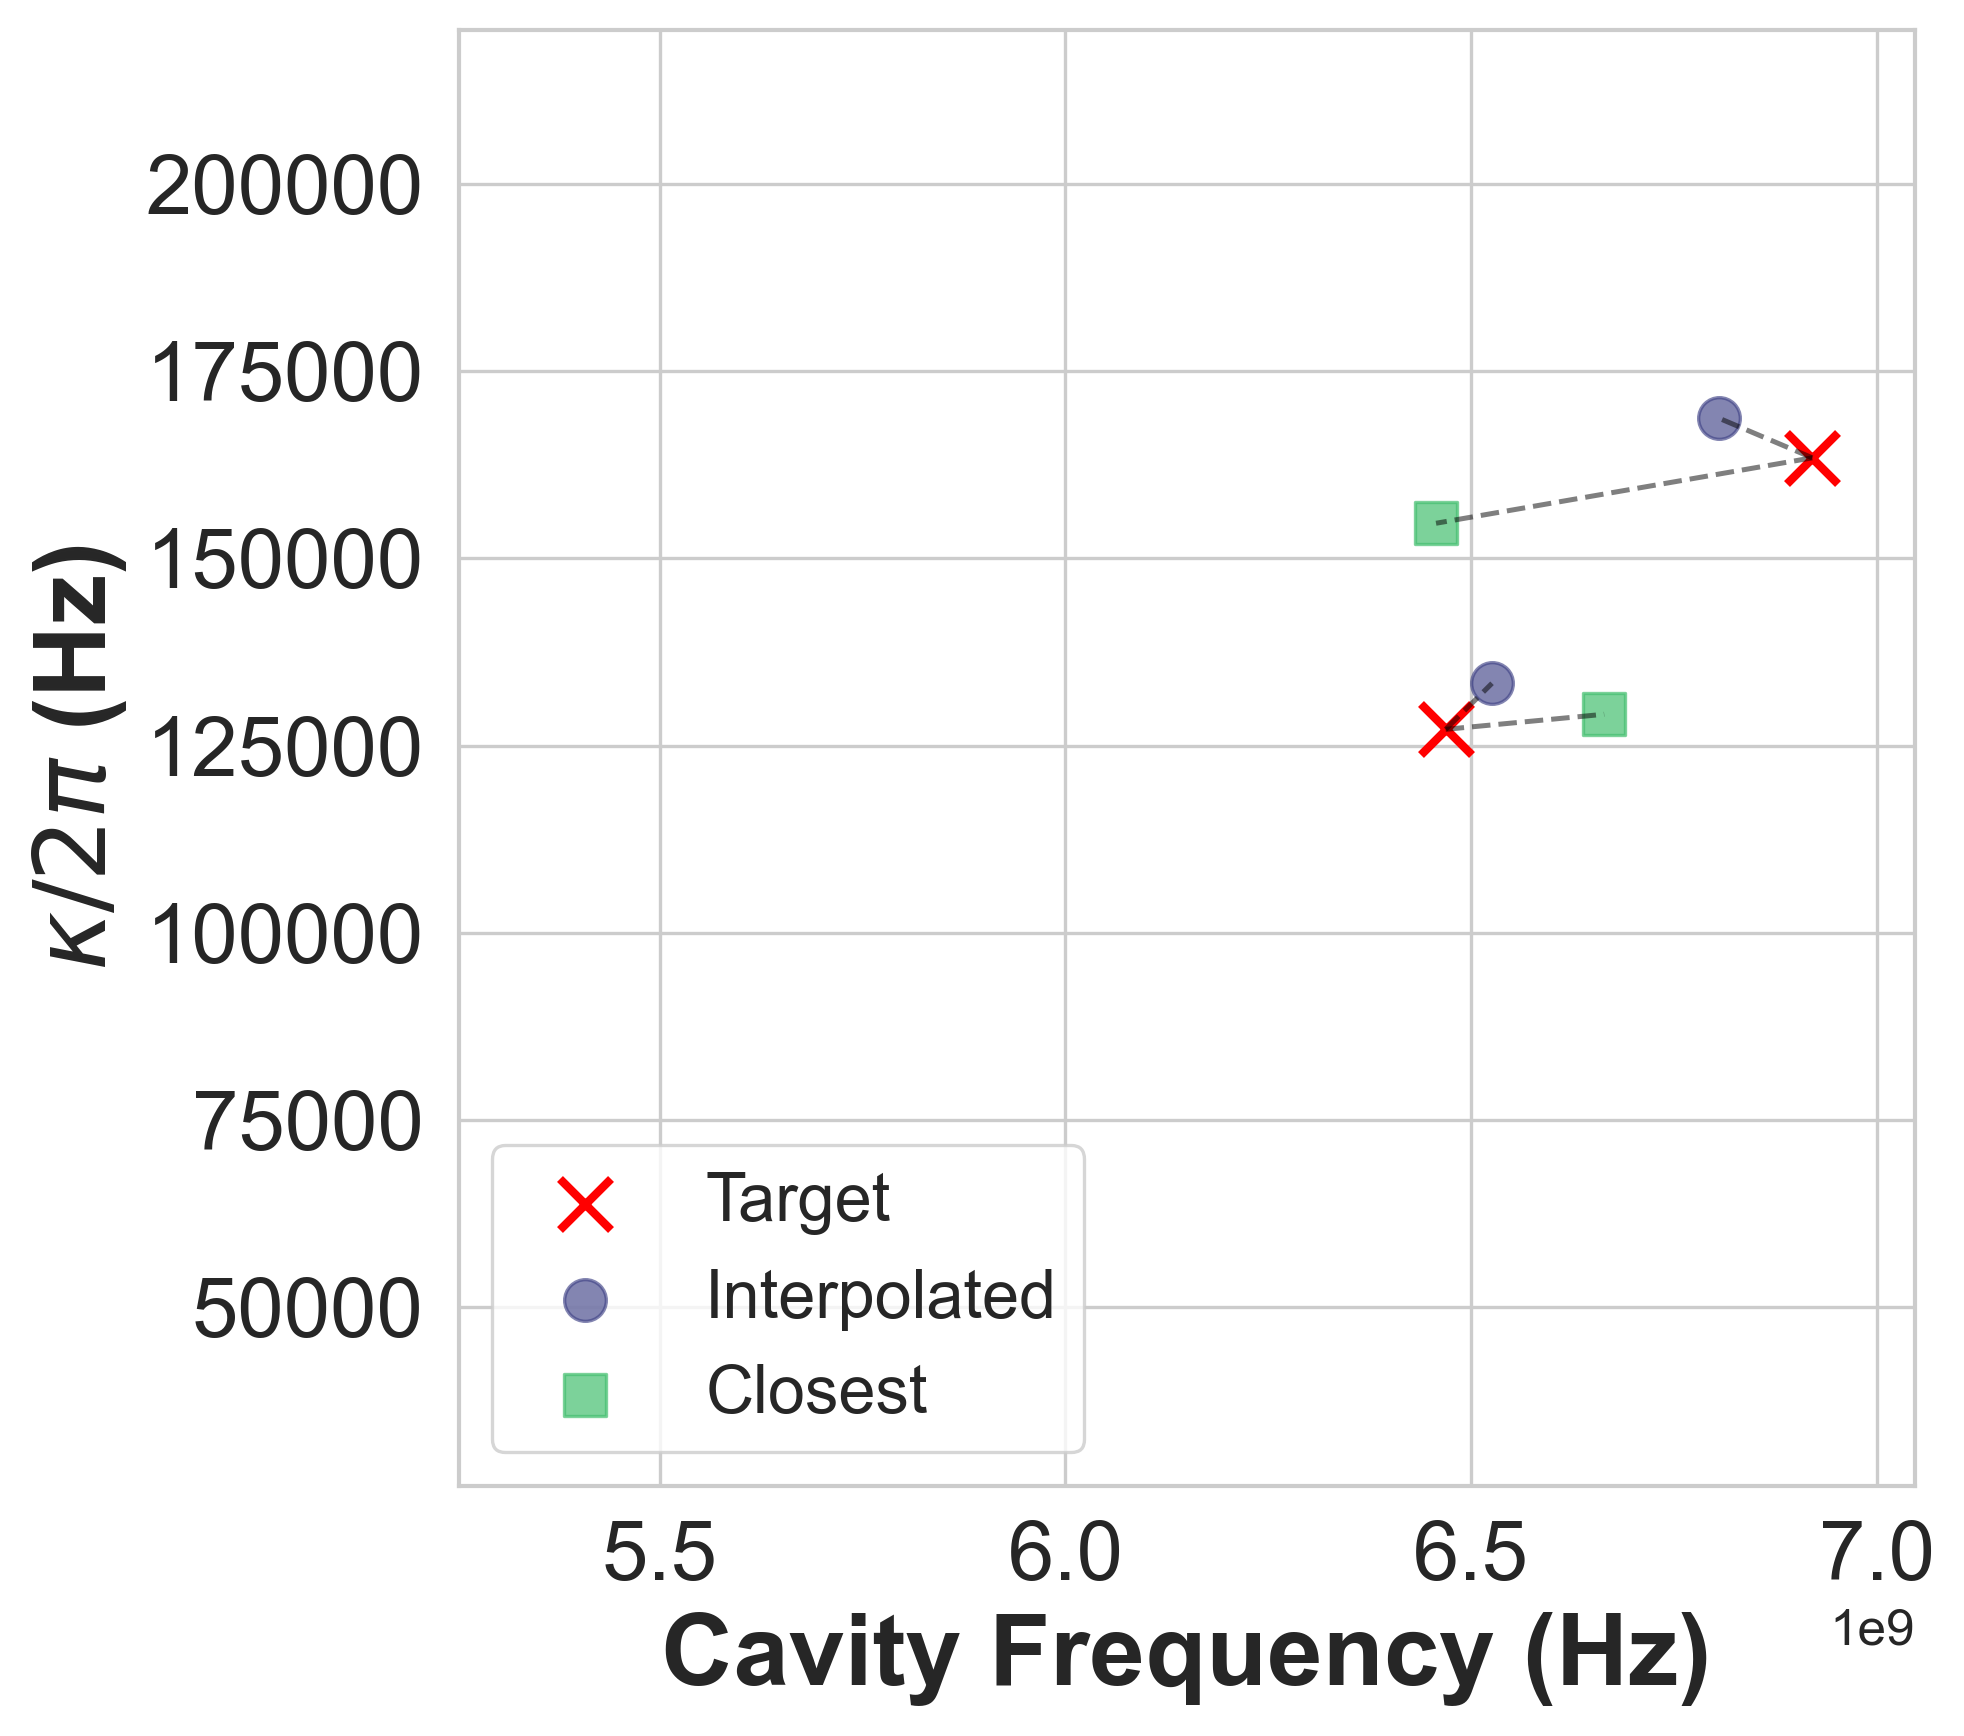 200000
175000
150000
125000
100000
75000
50000
κ/2π (Hz)
Target
Interpolated
Closest
5.5 6.0 6.5 7.0
1e9
Cavity Frequency (Hz)